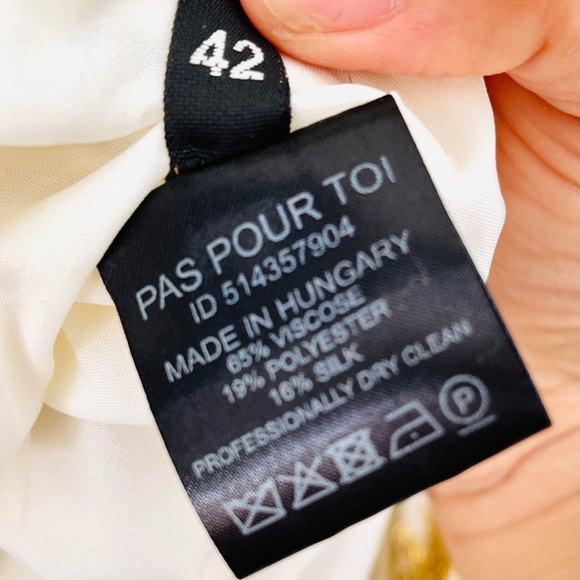 42
PAS POUR TOI
ID 514357904
MADE IN HUNGARY
65% VISCOSE
19% POLYESTER
16% SILK
PROFESSIONALLY DRY CLEAN
P